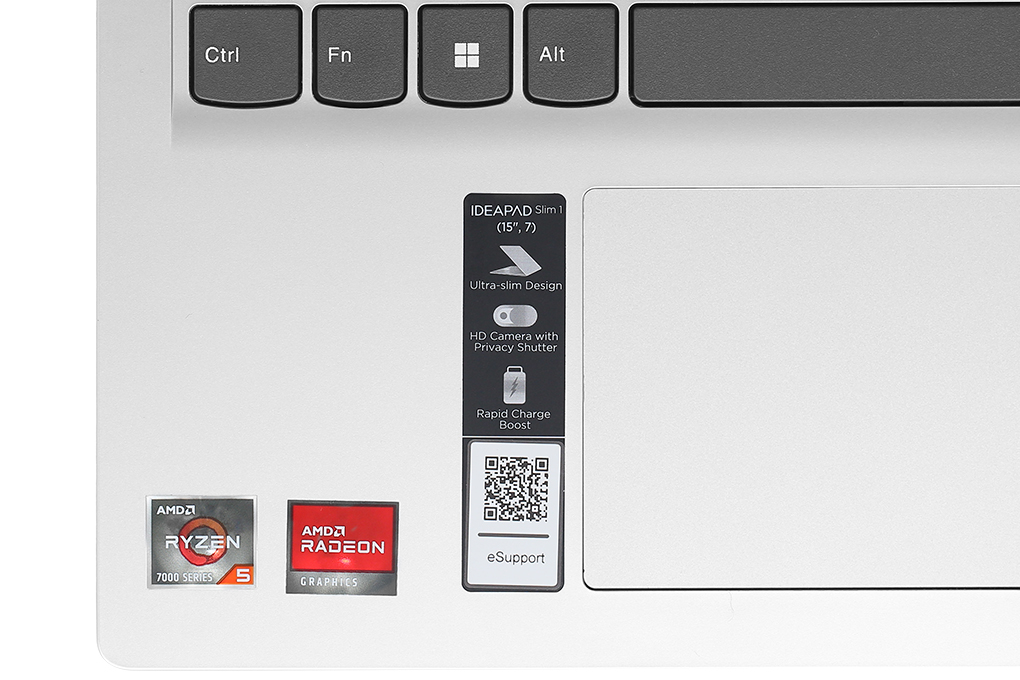 Ctrl Fn Alt
IDEAPAD Slim 1
(15", 7)
Ultra-slim Design
HD Camera with
Privacy Shutter
Rapid Charge
Boost
eSupport
AMD
RYZEN
7000 SERIES 5
AMD
RADEON
GRAPHICS